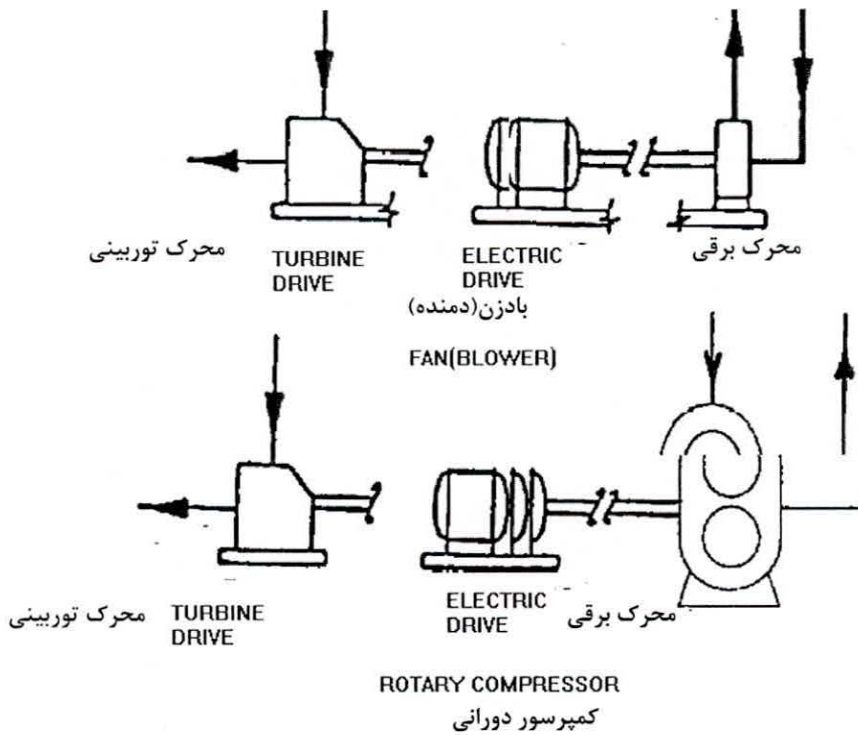 محرک توربینی
TURBINE
DRIVE
ELECTRIC
DRIVE
محرک برقی
بادزن(دمنده)
FAN(BLOWER)
محرک توربینی
TURBINE
DRIVE
ELECTRIC
DRIVE
محرک برقی
ROTARY COMPRESSOR
کمپرسور دورانی